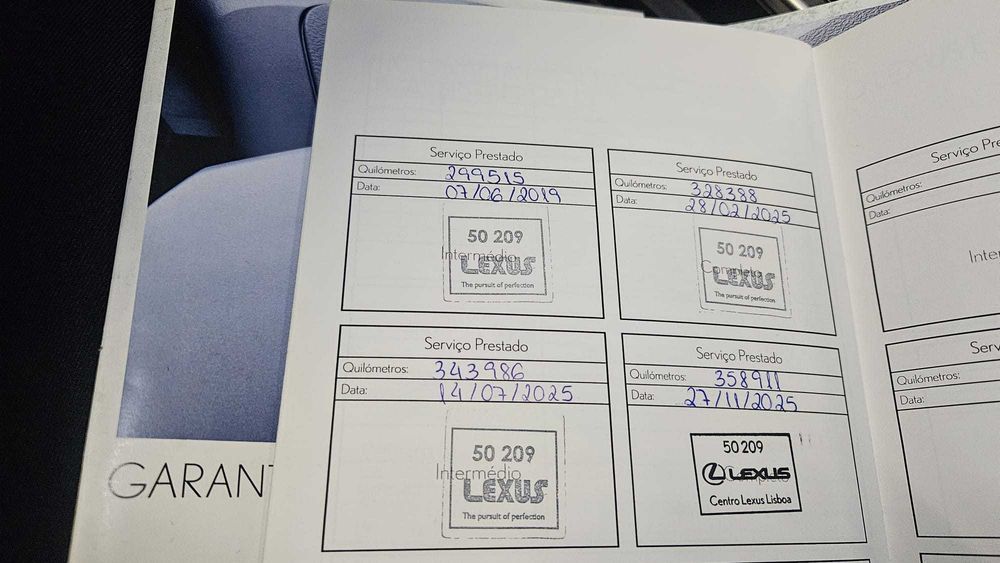 Serviço Prestado
Quilómetros: 299515
Data: 07/06/2019
50 209
Intermédio
LEXUS
The pursuit of perfection
Serviço Prestado
Quilómetros: 328388
Data: 28/02/2025
50 209
Completo
LEXUS
The pursuit of perfection
Serviço Pre
Quilómetros:
Data:
Inter
Serviço Prestado
Quilómetros: 343986
Data: 14/07/2025
50 209
Intermédio
LEXUS
The pursuit of perfection
Serviço Prestado
Quilómetros: 358911
Data: 27/11/2025
50 209
LEXUS
Completo
Centro Lexus Lisboa
Serv
Quilómetros:
Data:
GARANT